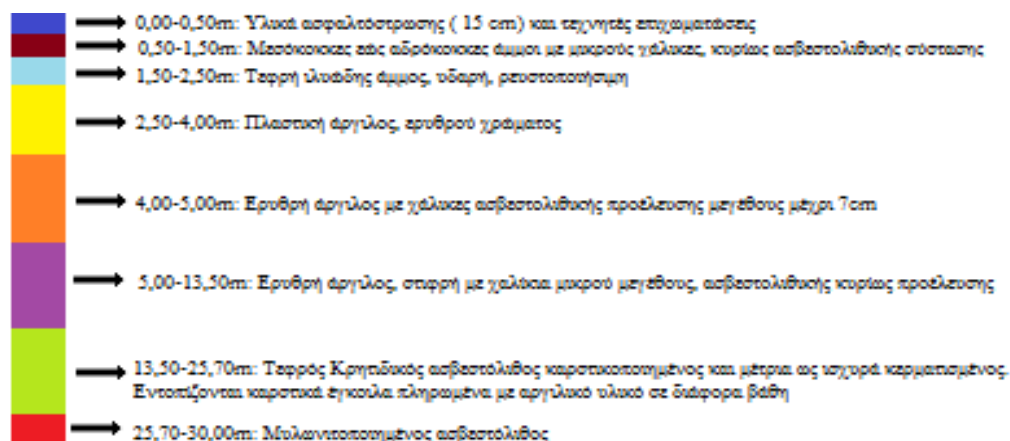 0,00-0,50m: Υλικά ασφαλτόστρωσης ( 15 cm) και τεχνητές επιχωματώσεις
0,50-1,50m: Μεσόκοκκες εώς αδρόκοκκες άμμοι με μικρούς χάλικες, κυρίως ασβεστολιθικής σύστασης
1,50-2,50m: Τεφρή ιλυώδης άμμος, υδαρή, ρευστοποιήσιμη
2,50-4,00m: Πλαστική άργιλος, ερυθρού χρώματος
4,00-5,00m: Ερυθρή άργιλος με χάλικες ασβεστολιθικής προέλευσης μεγέθους μέχρι 7cm
5,00-13,50m: Ερυθρή άργιλος, στιφρή με χαλίκια μικρού μεγέθους, ασβεστολιθικής κυρίως προέλευσης
13,50-25,70m: Τεφρός Κρητιδικός ασβεστόλιθος καρστικοποιημένος και μέτρια ως ισχυρά κερματισμένος.
Εντοπίζονται καρστικά έγκοιλα πληρωμένα με αργιλικό υλικό σε διάφορα βάθη
25,70-30,00m: Μυλωνιτοποιημένος ασβεστόλιθος